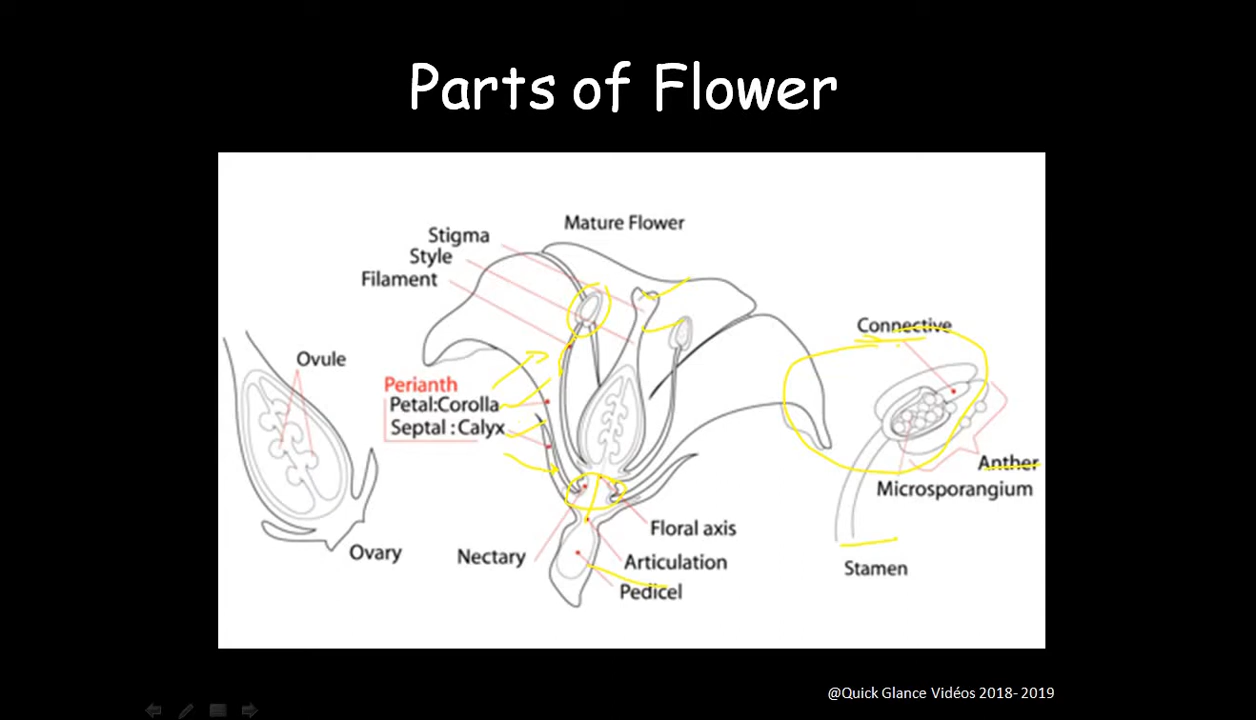 Parts of Flower
Mature Flower
Stigma
Style
Filament
Connective
Ovule
Perianth
Petal:Corolla
Septal : Calyx
Anther
Microsporangium
Floral axis
Ovary
Nectary
Articulation
Stamen
Pedicel
@Quick Glance Vidéos 2018- 2019